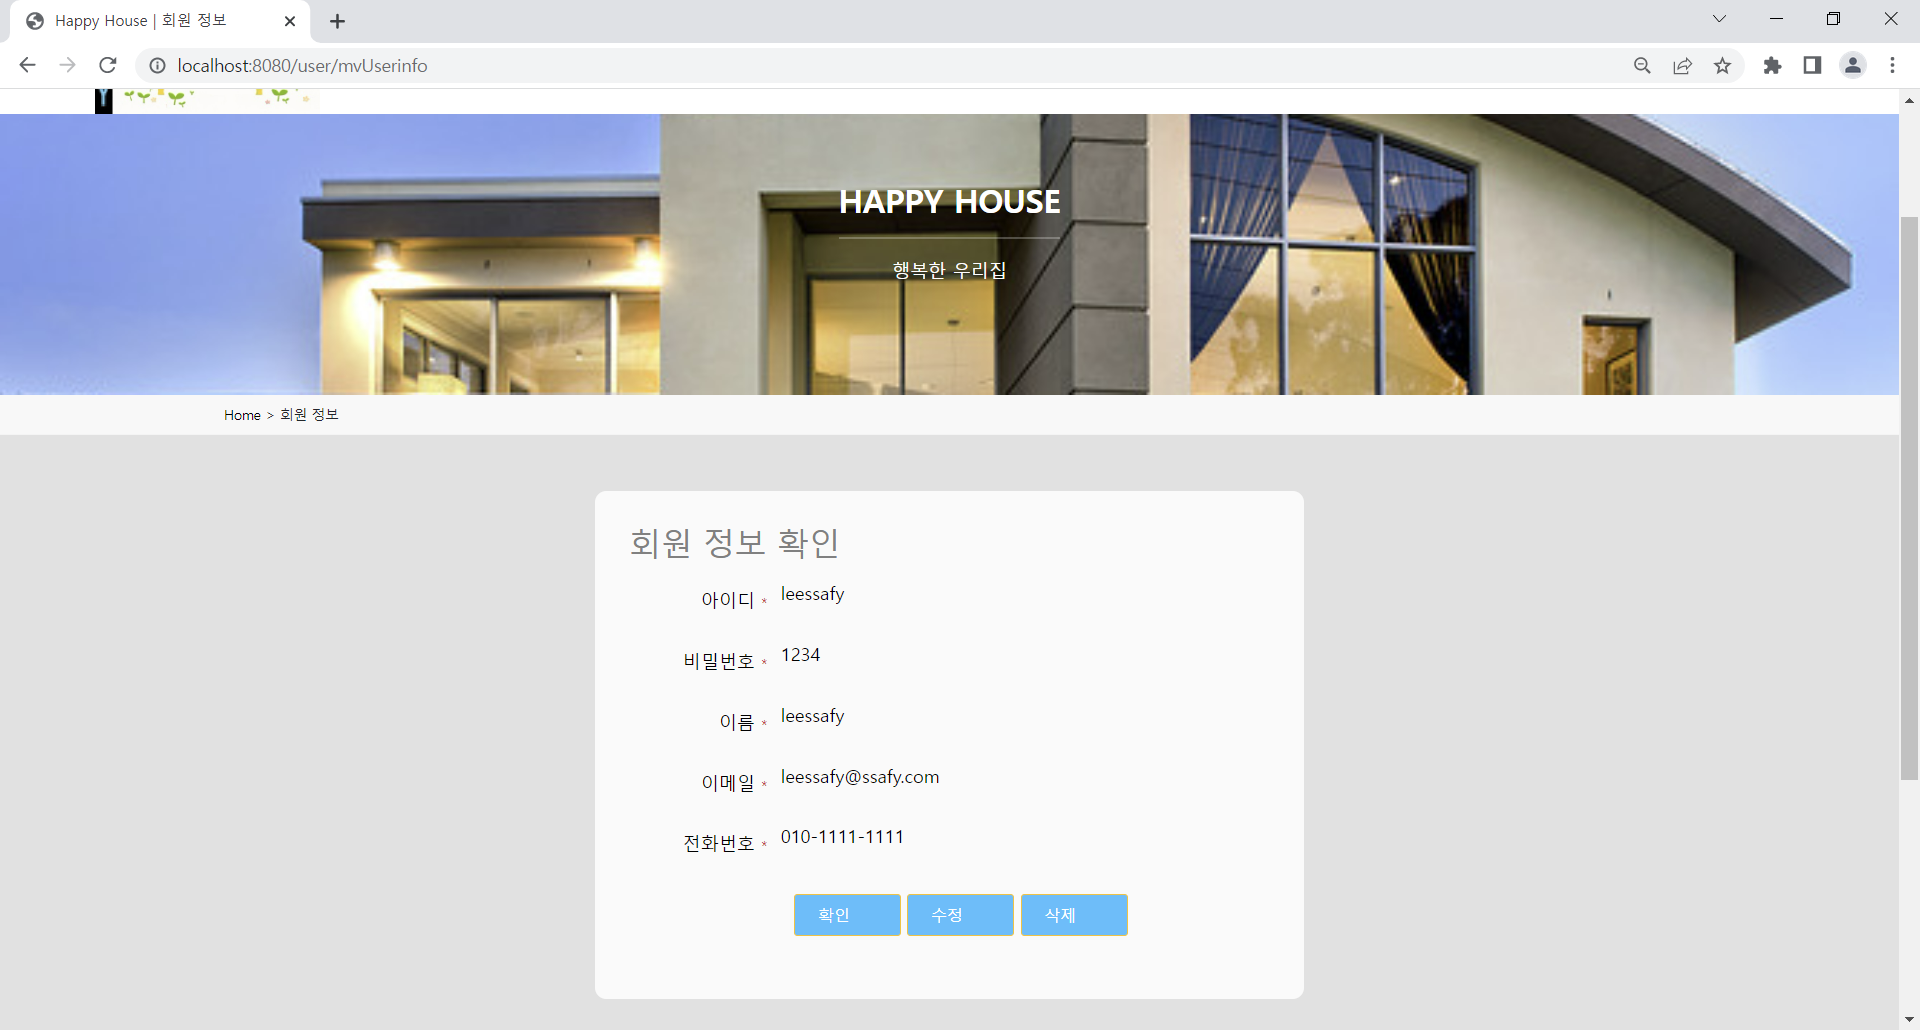 Happy House | 회원 정보
localhost:8080/user/mvUserinfo
Y
HAPPY HOUSE
행복한 우리집
Home > 회원 정보
회원 정보 확인
아이디 * leessafy
비밀번호 * 1234
이름 * leessafy
이메일 * leessafy@ssafy.com
전화번호 * 010-1111-1111
확인 수정 삭제